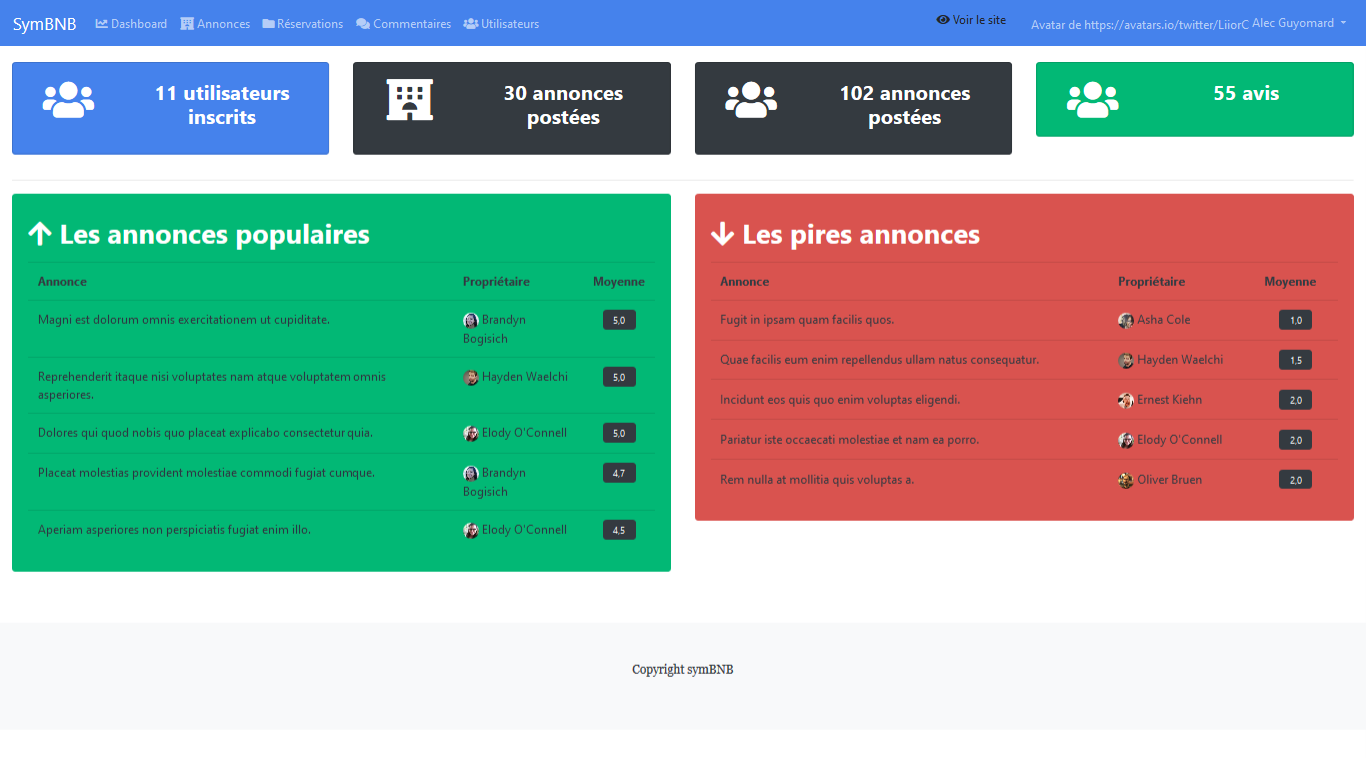 SymBNB Dashboard Annonces Réservations Commentaires Utilisateurs Voir le site Avatar de https://avatars.io/twitter/LiiorC Alec Guyomard
11 utilisateurs
inscrits
30 annonces
postées
102 annonces
postées
55 avis
Les annonces populaires
Annonce Propriétaire Moyenne
Magni est dolorum omnis exercitationem ut cupiditate. Brandyn 5,0
Bogisich
Reprehenderit itaque nisi voluptates nam atque voluptatem omnis Hayden Waelchi 5,0
asperiores.
Dolores qui quod nobis quo placeat explicabo consectetur quia. Elody O'Connell 5,0
Placeat molestias provident molestiae commodi fugiat cumque. Brandyn 4,7
Bogisich
Aperiam asperiores non perspiciatis fugiat enim illo. Elody O'Connell 4,5
Les pires annonces
Annonce Propriétaire Moyenne
Fugit in ipsam quam facilis quos. Asha Cole 1,0
Quae facilis eum enim repellendus ullam natus consequatur. Hayden Waelchi 1,5
Incidunt eos quis quo enim voluptas eligendi. Ernest Kiehn 2,0
Pariatur iste occaecati molestiae et nam ea porro. Elody O'Connell 2,0
Rem nulla at mollitia quis voluptas a. Oliver Bruen 2,0
Copyright symBNB